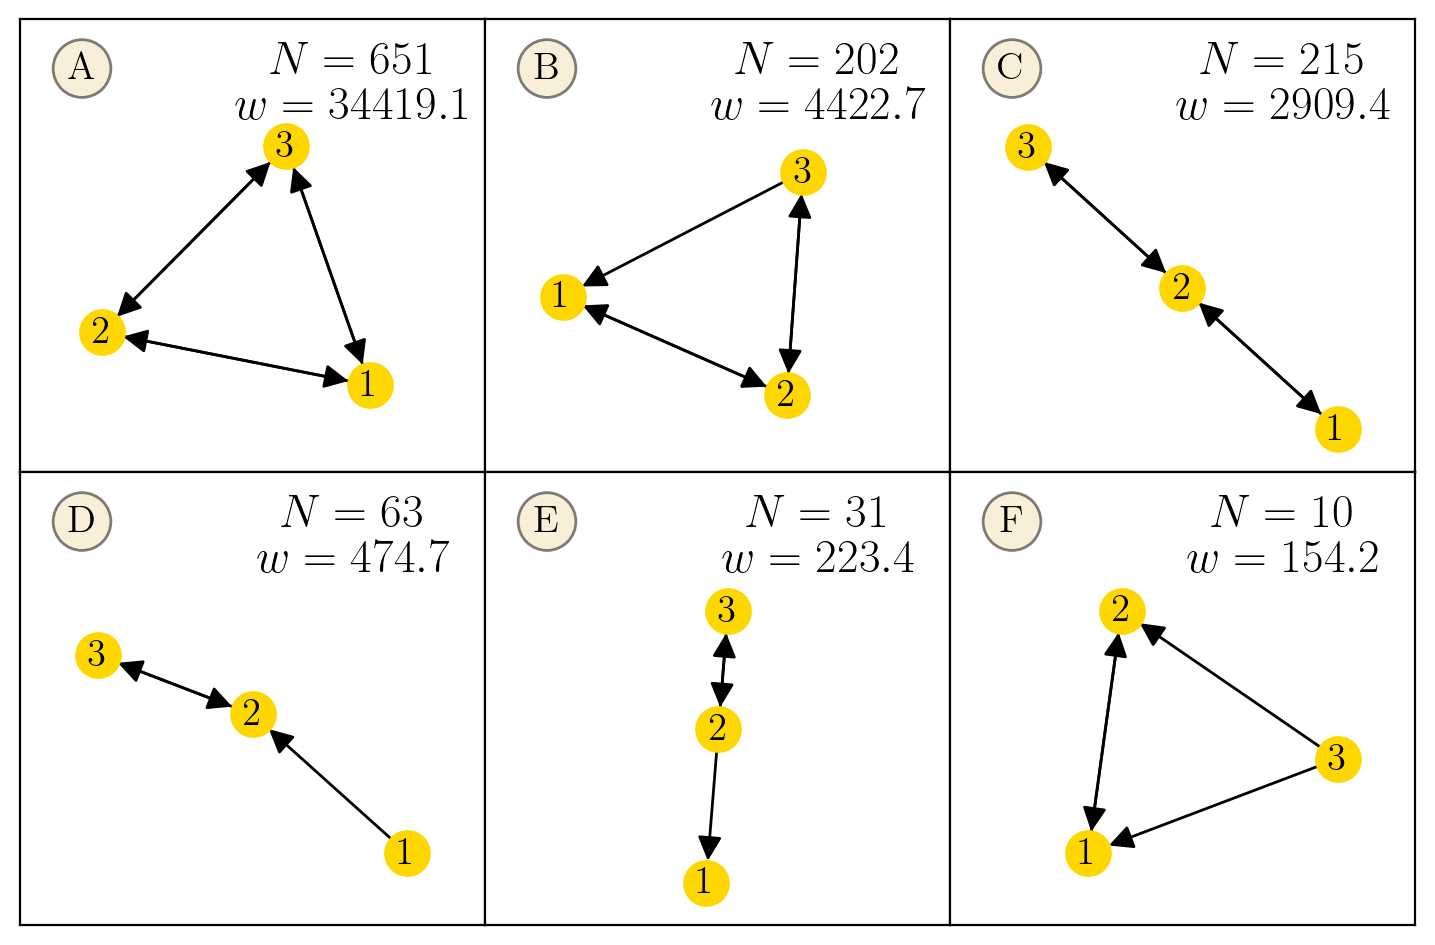 A
N = 651
w = 34419.1
3
2
1
B
N = 202
w = 4422.7
3
1
2
C
N = 215
w = 2909.4
3
2
1
D
N = 63
w = 474.7
3
2
1
E
N = 31
w = 223.4
3
2
1
F
N = 10
w = 154.2
2
3
1